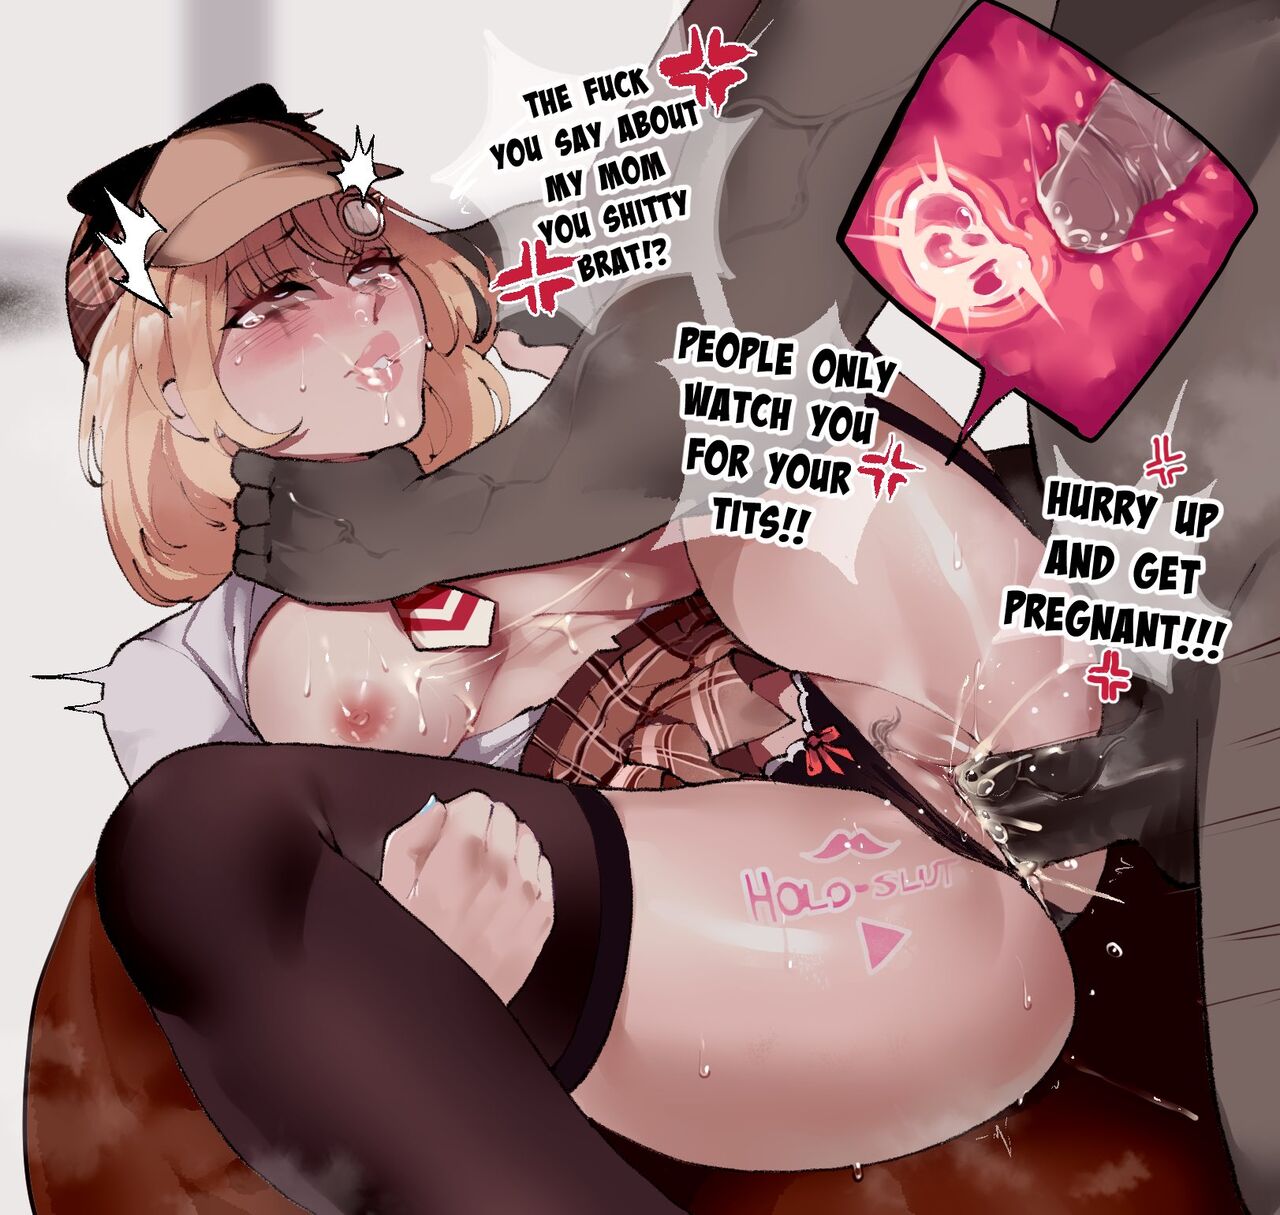 THE FUCK
YOU SAY ABOUT
MY MOM
YOU SHITTY
BRAT!?
PEOPLE ONLY
WATCH YOU
FOR YOUR
TITS!!
HURRY UP
AND GET
PREGNANT!!!
HOLO-SLUT